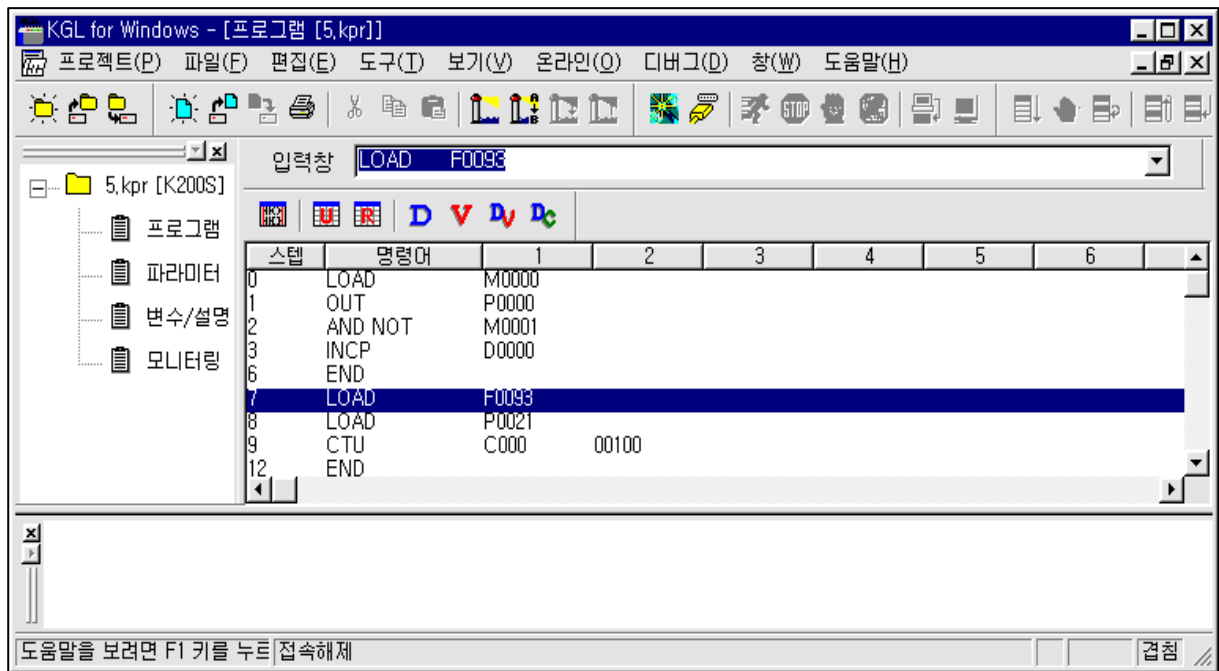 KGL for Windows - [프로그램 [5.kpr]]
프로젝트(P) 파일(F) 편집(E) 도구(T) 보기(V) 온라인(O) 디버그(D) 창(W) 도움말(H)
A
B
STOP
입력창 LOAD F0093
5.kpr [K200S]
프로그램
파라미터
변수/설명
모니터링
U R D V DV DC
스텝 명령어 1 2 3 4 5 6
0 LOAD M0000
1 OUT P0000
2 AND NOT M0001
3 INCP D0000
6 END
7 LOAD F0093
8 LOAD P0021
9 CTU C000 00100
12 END
도움말을 보려면 F1 키를 누르 접속해제 겹침